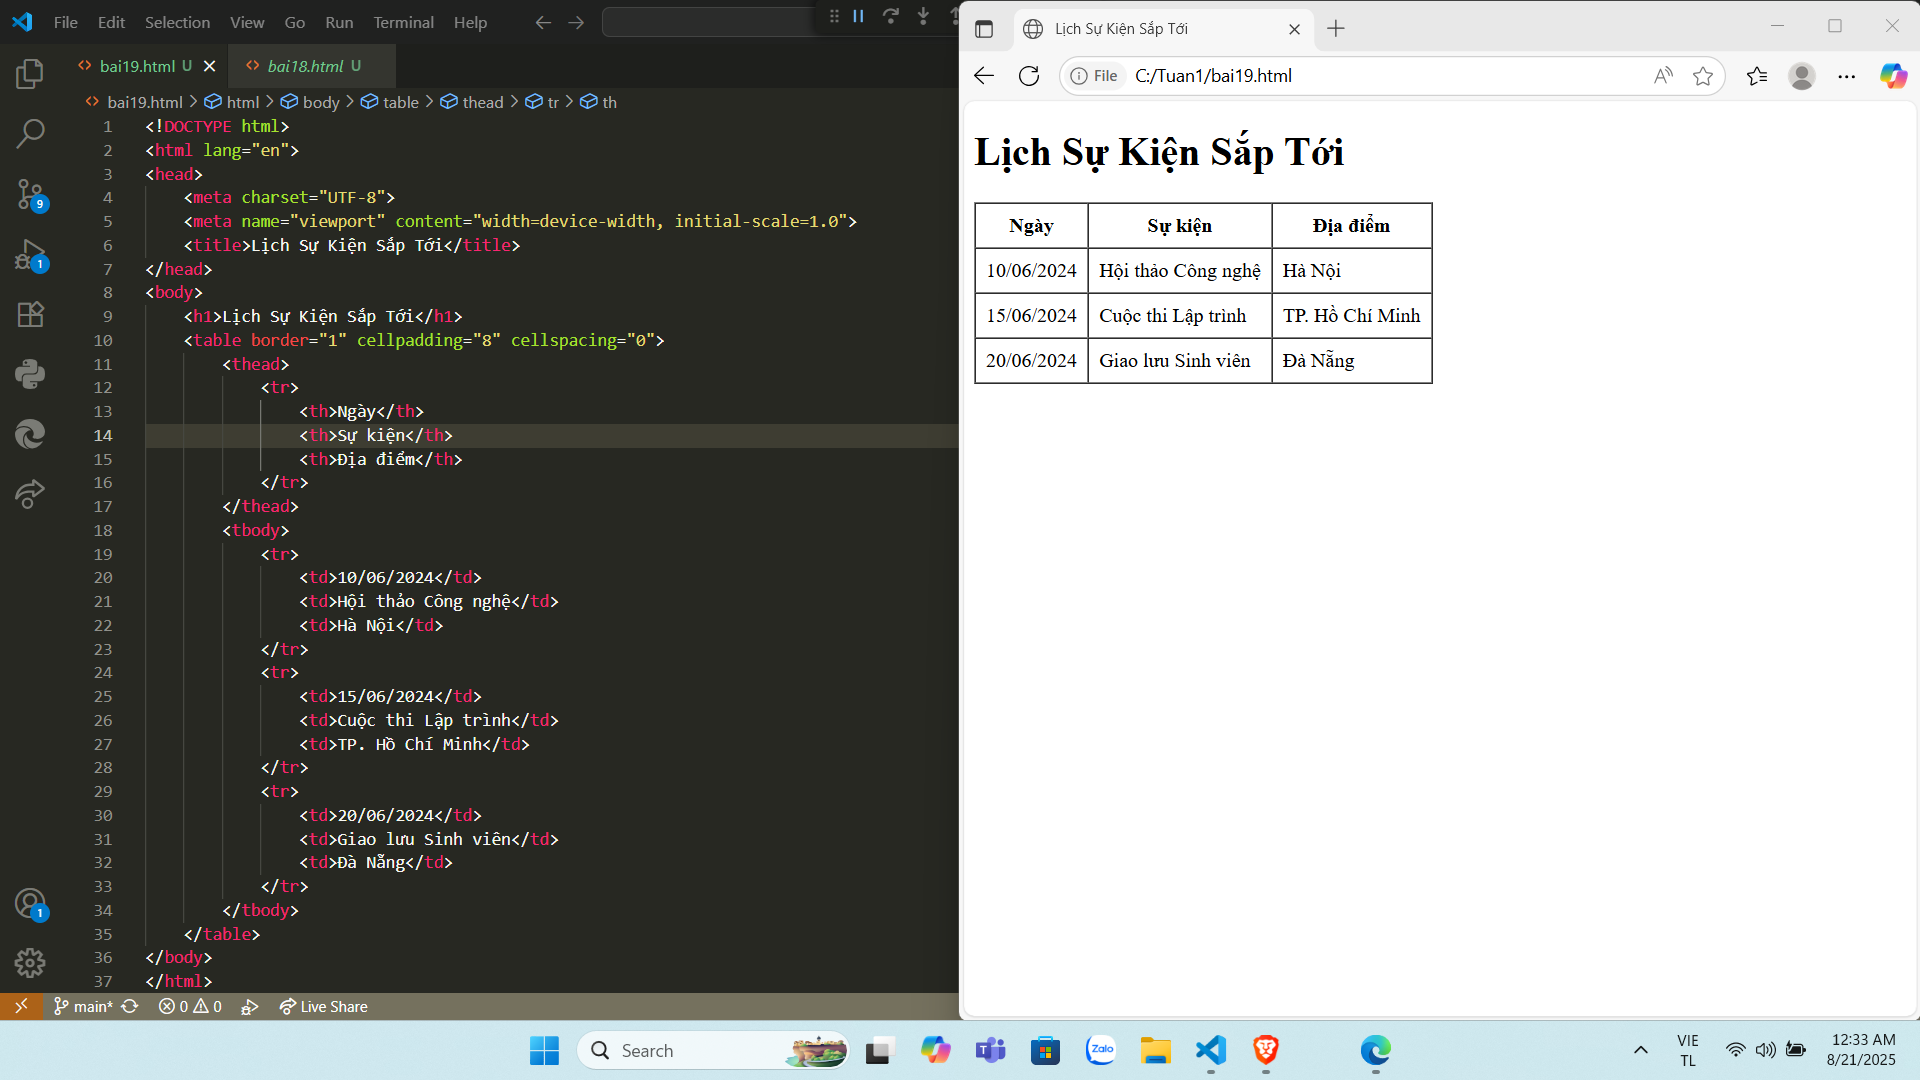 File Edit Selection View Go Run Terminal Help
bai19.html U
bai18.html U
bai19.html > html > body > table > thead > tr > th
1 <!DOCTYPE html>
2 <html lang="en">
3 <head>
4 <meta charset="UTF-8">
5 <meta name="viewport" content="width=device-width, initial-scale=1.0">
6 <title>Lịch Sự Kiện Sắp Tới</title>
7 </head>
8 <body>
9 <h1>Lịch Sự Kiện Sắp Tới</h1>
10 <table border="1" cellpadding="8" cellspacing="0">
11 <thead>
12 <tr>
13 <th>Ngày</th>
14 <th>Sự kiện</th>
15 <th>Địa điểm</th>
16 </tr>
17 </thead>
18 <tbody>
19 <tr>
20 <td>10/06/2024</td>
21 <td>Hội thảo Công nghệ</td>
22 <td>Hà Nội</td>
23 </tr>
24 <tr>
25 <td>15/06/2024</td>
26 <td>Cuộc thi Lập trình</td>
27 <td>TP. Hồ Chí Minh</td>
28 </tr>
29 <tr>
30 <td>20/06/2024</td>
31 <td>Giao lưu Sinh viên</td>
32 <td>Đà Nẵng</td>
33 </tr>
34 </tbody>
35 </table>
36 </body>
37 </html>
9
1
1
main* 0 0 Live Share
Lịch Sự Kiện Sắp Tới
File C:/Tuan1/bai19.html
Lịch Sự Kiện Sắp Tới
Ngày Sự kiện Địa điểm
10/06/2024 Hội thảo Công nghệ Hà Nội
15/06/2024 Cuộc thi Lập trình TP. Hồ Chí Minh
20/06/2024 Giao lưu Sinh viên Đà Nẵng
Search
Zalo
VIE
TL
12:33 AM
8/21/2025